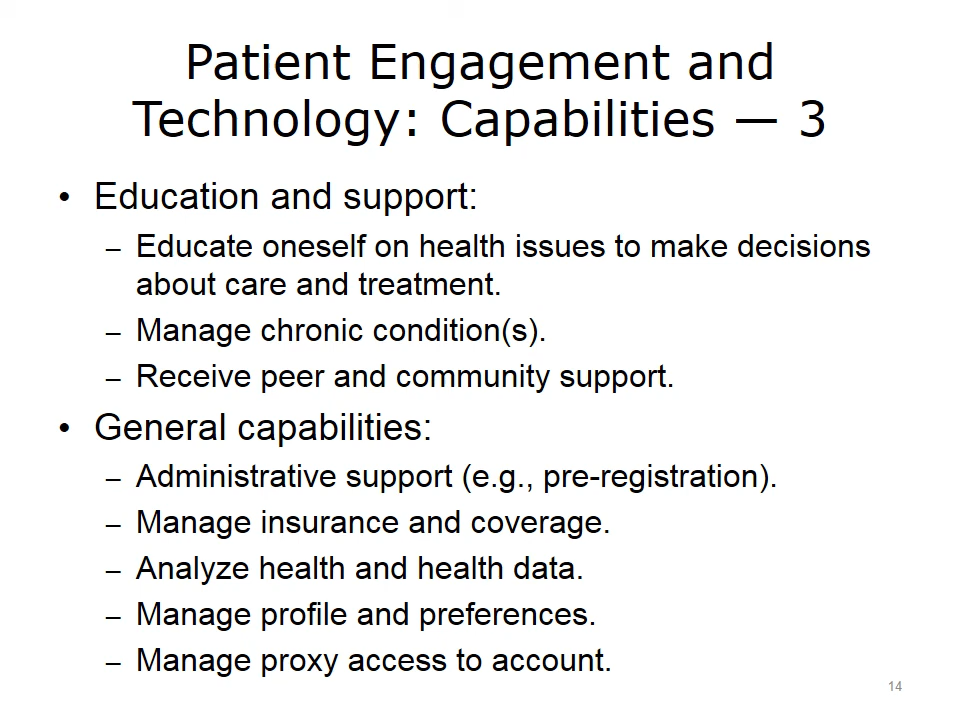 Patient Engagement and
Technology: Capabilities — 3
• Education and support:
– Educate oneself on health issues to make decisions
about care and treatment.
– Manage chronic condition(s).
– Receive peer and community support.
• General capabilities:
– Administrative support (e.g., pre-registration).
– Manage insurance and coverage.
– Analyze health and health data.
– Manage profile and preferences.
– Manage proxy access to account.
14